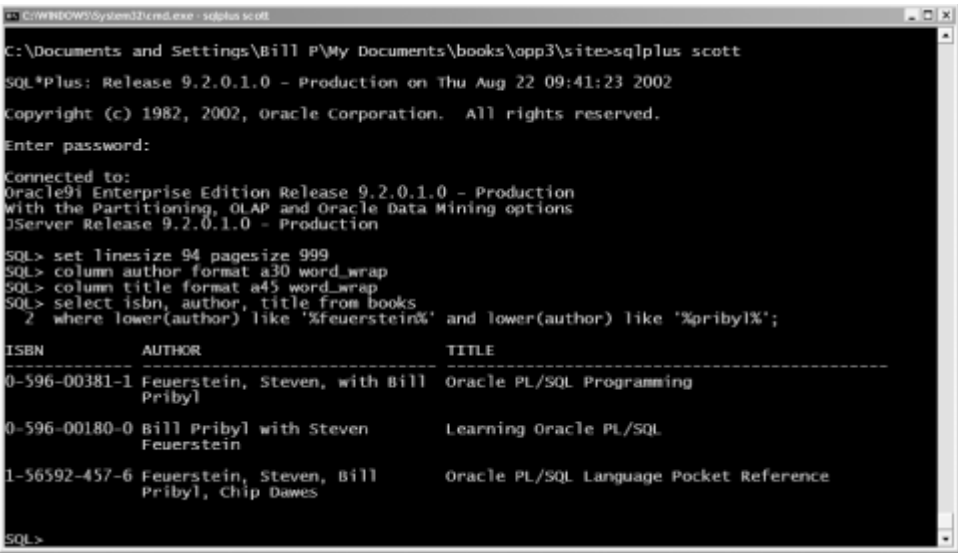 C:\WINDOWS\System32\cmd.exe - sqlplus scott
C:\Documents and Settings\Bill P\My Documents\books\opp3\site>sqlplus scott
SQL*Plus: Release 9.2.0.1.0 - Production on Thu Aug 22 09:41:23 2002
Copyright (c) 1982, 2002, Oracle Corporation.  All rights reserved.
Enter password:
Connected to:
Oracle9i Enterprise Edition Release 9.2.0.1.0 - Production
With the Partitioning, OLAP and Oracle Data Mining options
JServer Release 9.2.0.1.0 - Production
SQL> set linesize 94 pagesize 999
SQL> column author format a30 word_wrap
SQL> column title format a45 word_wrap
SQL> select isbn, author, title from books
  2  where lower(author) like '%feuerstein%' and lower(author) like '%pribyl%';
ISBN          AUTHOR                         TITLE
------------- ------------------------------ ---------------------------------------------
0-596-00381-1 Feuerstein, Steven, with Bill  Oracle PL/SQL Programming
              Pribyl
0-596-00180-0 Bill Pribyl with Steven        Learning Oracle PL/SQL
              Feuerstein
1-56592-457-6 Feuerstein, Steven, Bill       Oracle PL/SQL Language Pocket Reference
              Pribyl, Chip Dawes
SQL>